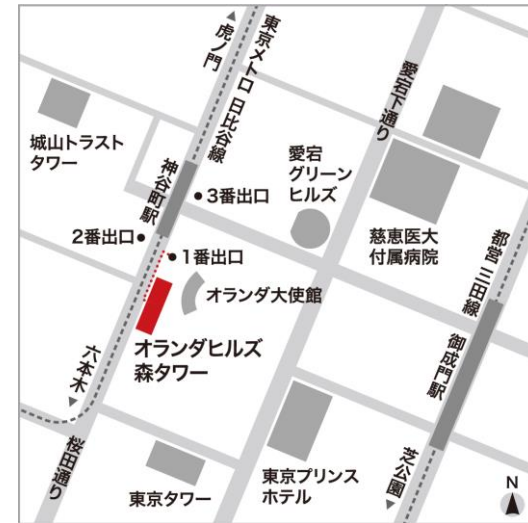 虎ノ門
東京メトロ 日比谷線
愛宕下通り
城山トラスト
タワー
神谷町駅
3番出口
愛宕
グリーン
ヒルズ
慈恵医大
付属病院
都営 三田線
2番出口
1番出口
オランダ大使館
御成門駅
オランダヒルズ
森タワー
六本木
桜田通り
東京タワー
東京プリンス
ホテル
芝公園
N